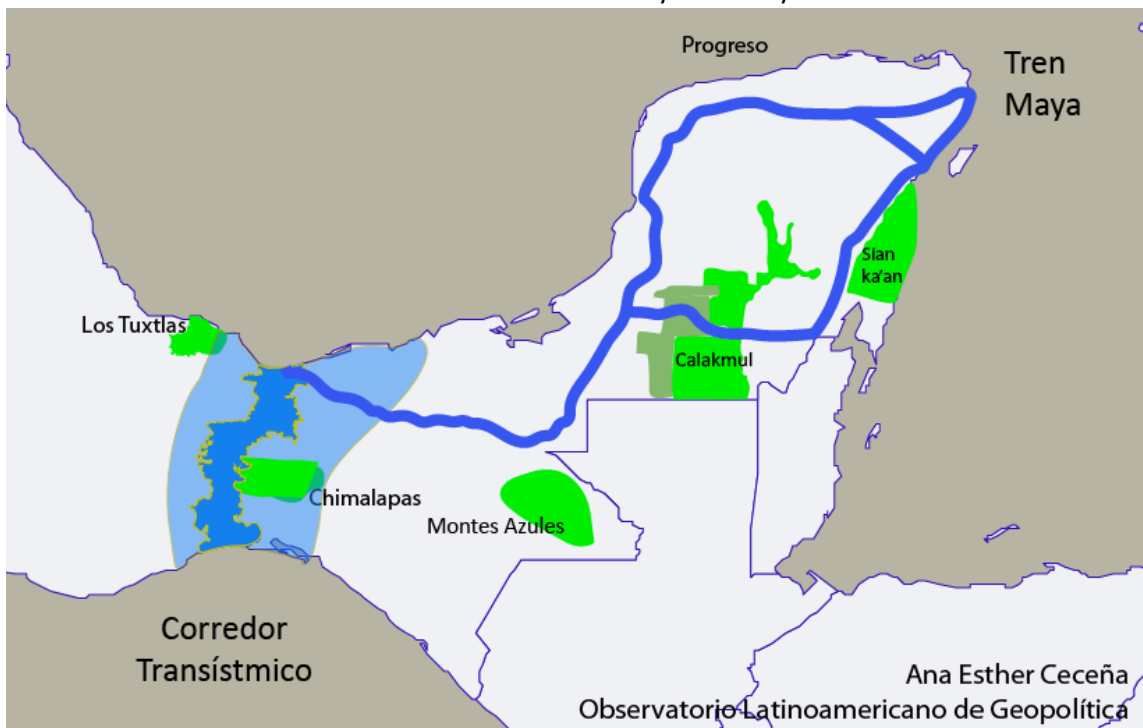 Progreso
Tren
Maya
Sian
ka'an
Los Tuxtlas
Calakmul
Chimalapas
Montes Azules
Corredor
Transístmico
Ana Esther Ceceña
Observatorio Latinoamericano de Geopolítica